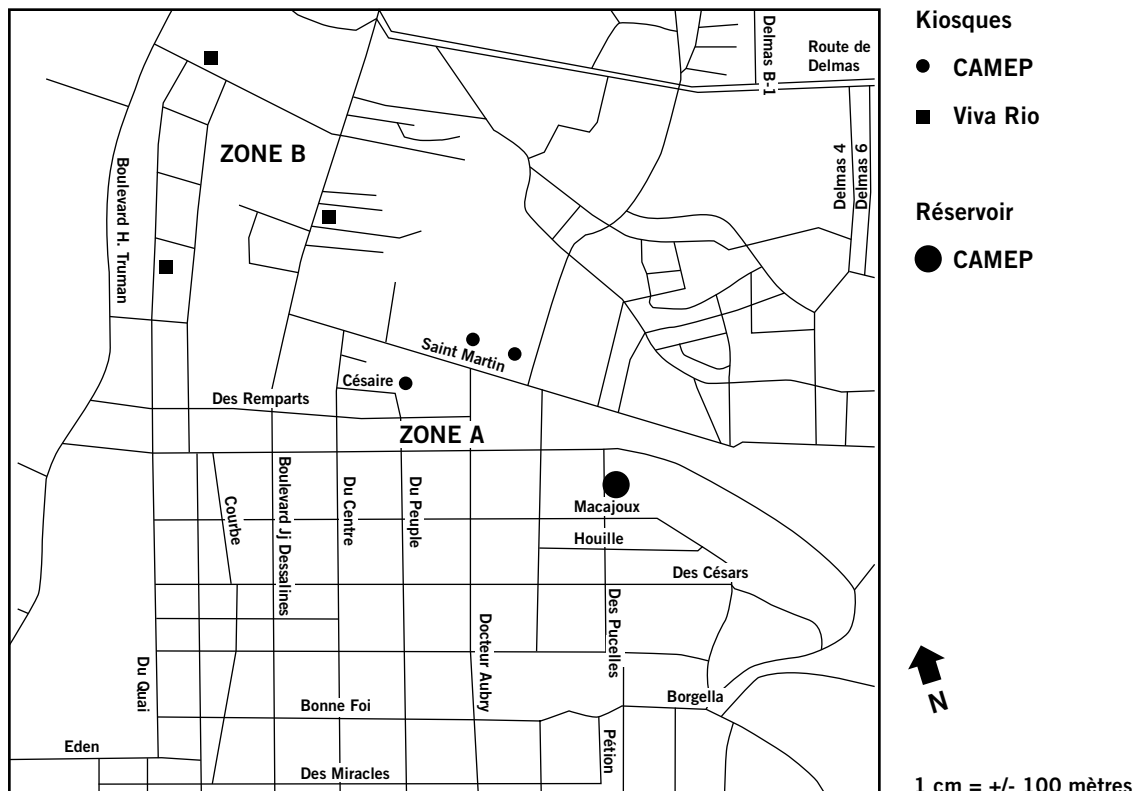 Delmas B-1
Route de
Delmas
Delmas 4
Delmas 6
ZONE B
Boulevard H. Truman
Saint Martin
Césaire
Des Remparts
ZONE A
Courbe
Boulevard Jj Dessalines
Du Centre
Du Peuple
Macajoux
Houille
Des Césars
Des Pucelles
Docteur Aubry
Du Quai
Bonne Foi
Borgella
Pétion
Eden
Des Miracles
Kiosques
CAMEP
Viva Rio
Réservoir
CAMEP
N
1 cm = +/- 100 mètres